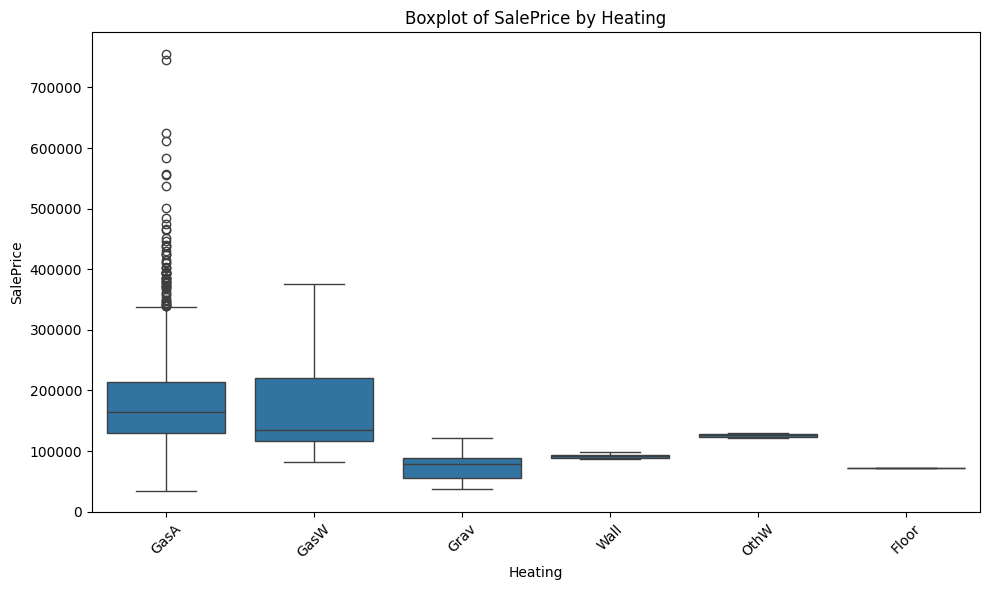 Boxplot of SalePrice by Heating
SalePrice
700000
600000
500000
400000
300000
200000
100000
0
GasA
GasW
Grav
Wall
OthW
Floor
Heating